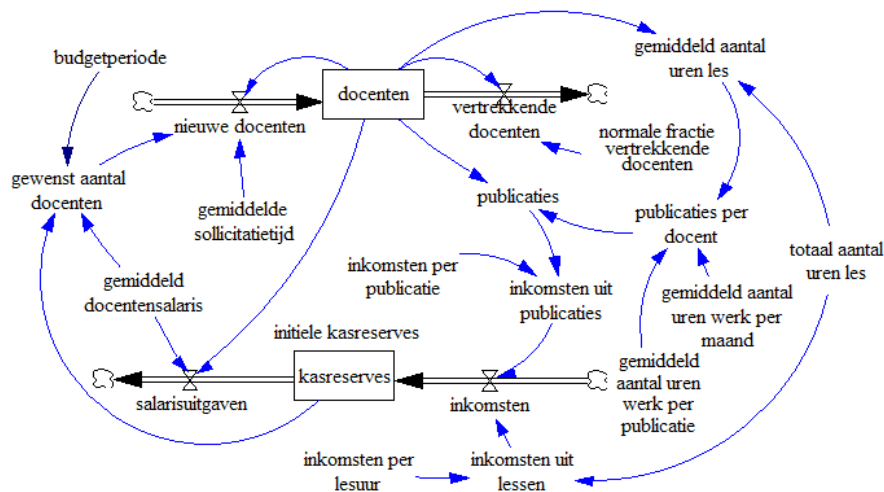 budgetperiode
gemiddeld aantal
uren les
docenten
nieuwe docenten
vertrekkende
docenten
normale fractie
vertrekkende
docenten
gewenst aantal
docenten
gemiddelde
sollicitatietijd
publicaties
publicaties per
docent
totaal aantal
uren les
gemiddeld
docentensalaris
inkomsten per
publicatie
inkomsten uit
publicaties
gemiddeld aantal
uren werk per
maand
initiele kasreserves
kasreserves
salarisuitgaven
inkomsten
gemiddeld
aantal uren
werk per
publicatie
inkomsten per
lesuur
inkomsten uit
lessen